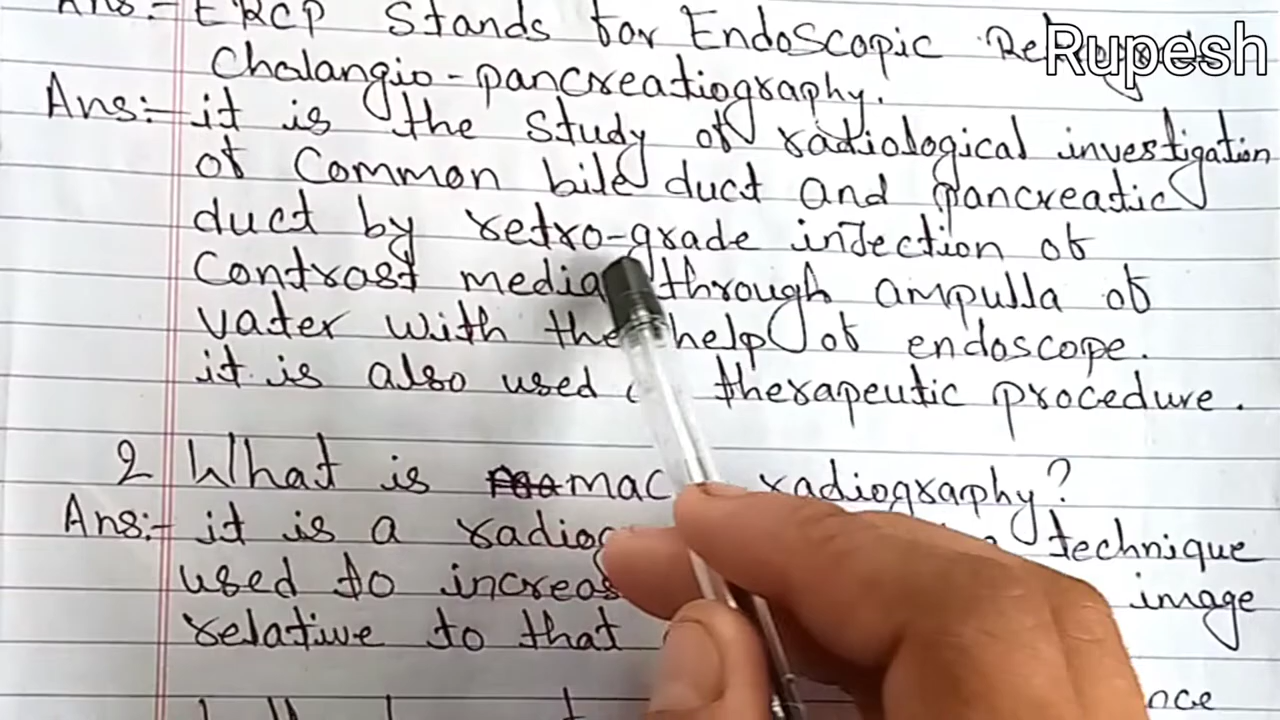 Ans:- ERCP Stands for Endoscopic
Rupesh
Cholangio-pancreatiography.
Ans:- it is the study of radiological investigation
of Common bile duct and pancreatic
duct by retro-grade injection of
Contrast media through ampulla of
vater with the help of endoscope.
it is also used therapeutic procedure.
2 What is mac radiography?
Ans:- it is a technique
used to image
relative to that